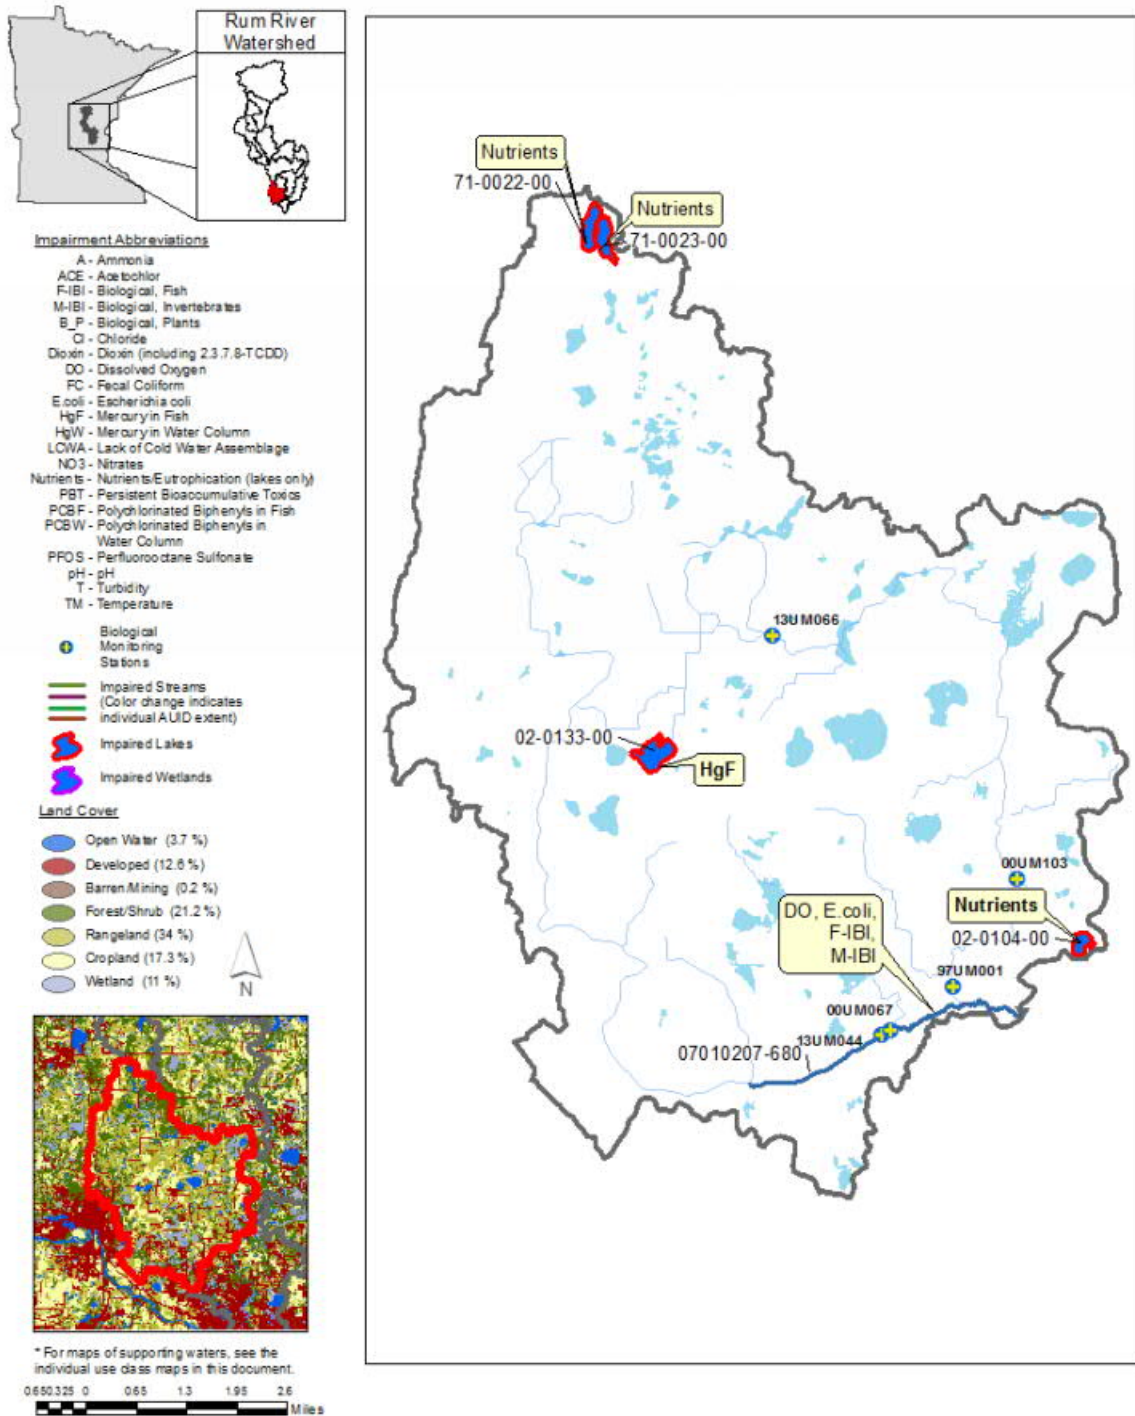 Rum River
Watershed
Impairment Abbreviations
A - Ammonia
ACE - Acetochlor
F-IBI - Biological, Fish
M-IBI - Biological, Invertebrates
B_P - Biological, Plants
Cl - Chloride
Dioxin - Dioxin (including 2.3.7.8-TCDD)
DO - Dissolved Oxygen
FC - Fecal Coliform
E.coli - Escherichia coli
HgF - Mercury in Fish
HgW - Mercury in Water Column
LCWA - Lack of Cold Water Assemblage
NO3 - Nitrates
Nutrients - Nutrients/Eutrophication (lakes only)
PBT - Persistent Bioaccumulative Toxics
PCBF - Polychlorinated Biphenyls in Fish
PCBW - Polychlorinated Biphenyls in
Water Column
PFOS - Perfluorooctane Sulfonate
pH - pH
T - Turbidity
TM - Temperature
Biological
Monitoring
Stations
Impaired Streams
(Color change indicates
individual AUID extent)
Impaired Lakes
Impaired Wetlands
Land Cover
Open Water (3.7 %)
Developed (12.6 %)
Barren/Mining (0.2 %)
Forest/Shrub (21.2 %)
Rangeland (34 %)
Cropland (17.3 %)
Wetland (11 %)
N
* For maps of supporting waters, see the
individual use class maps in this document.
0.65 0.325 0 0.65 1.3 1.95 2.6
Miles
Nutrients
71-0022-00
Nutrients
71-0023-00
13UM066
02-0133-00
HgF
00UM103
Nutrients
02-0104-00
DO, E.coli,
F-IBI,
M-IBI
97UM001
00UM067
13UM044
07010207-680